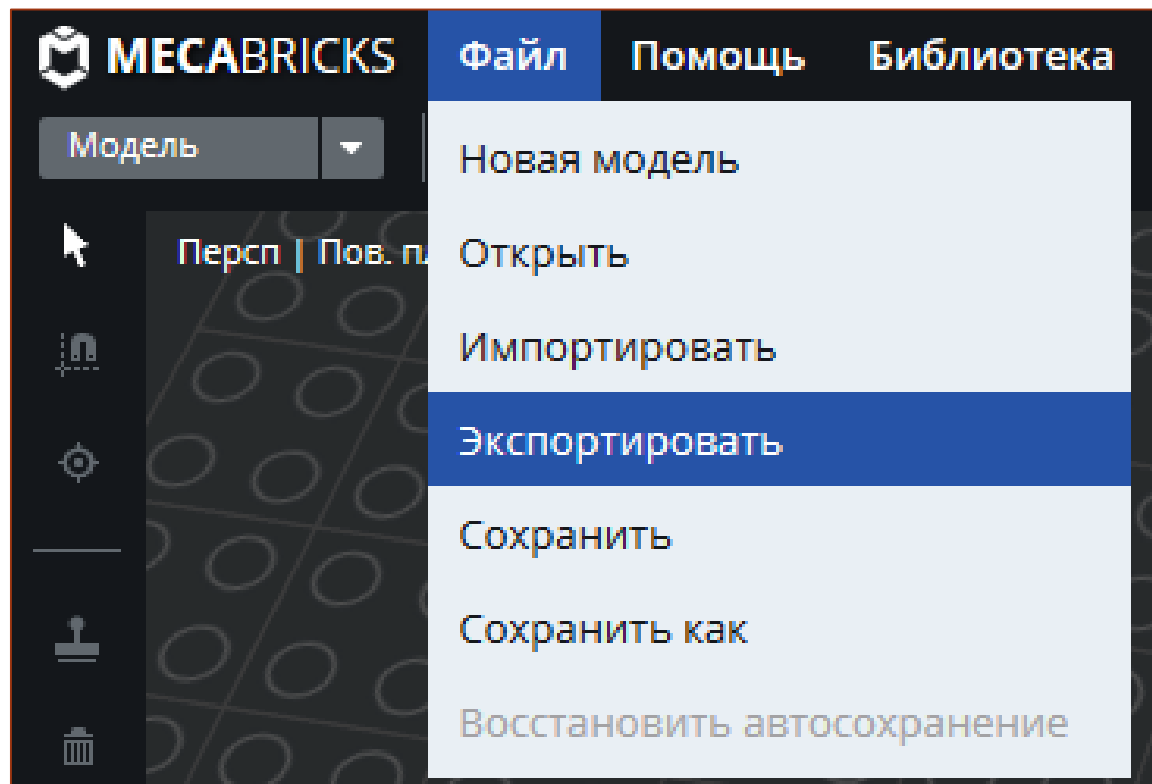 MECABRICKS Файл Помощь Библиотека
Модель
Персп | Пов.
Новая модель
Открыть
Импортировать
Экспортировать
Сохранить
Сохранить как
Восстановить автосохранение